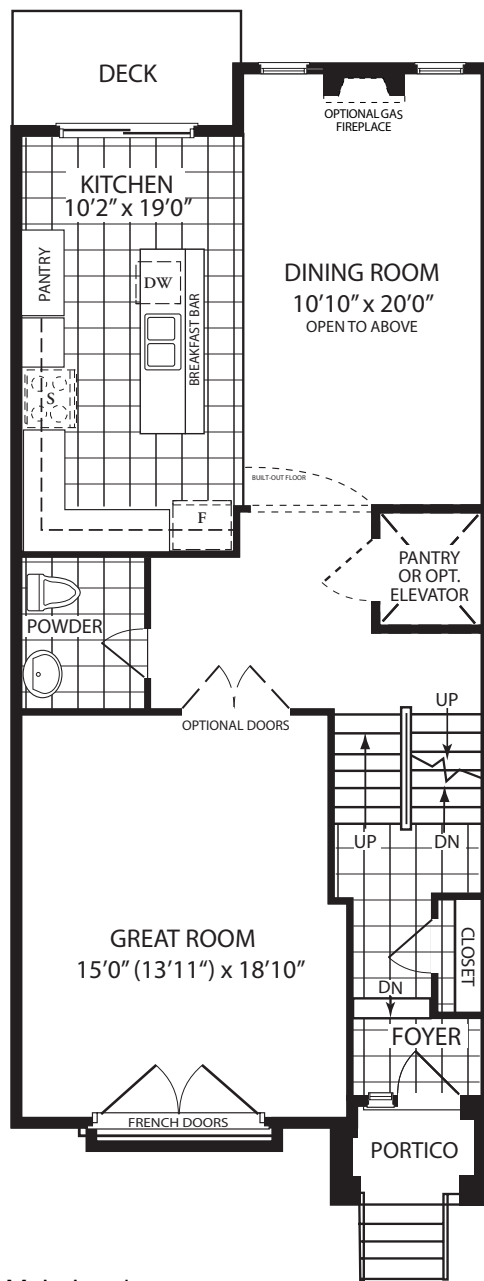 DECK
OPTIONAL GAS
FIREPLACE
KITCHEN
10'2" x 19'0"
PANTRY
DW
BREAKFAST BAR
DINING ROOM
10'10" x 20'0"
OPEN TO ABOVE
S
F
BUILT-OUT FLOOR
PANTRY
OR OPT.
ELEVATOR
POWDER
OPTIONAL DOORS
UP
UP
DN
GREAT ROOM
15'0" (13'11") x 18'10"
CLOSET
DN
FOYER
FRENCH DOORS
PORTICO